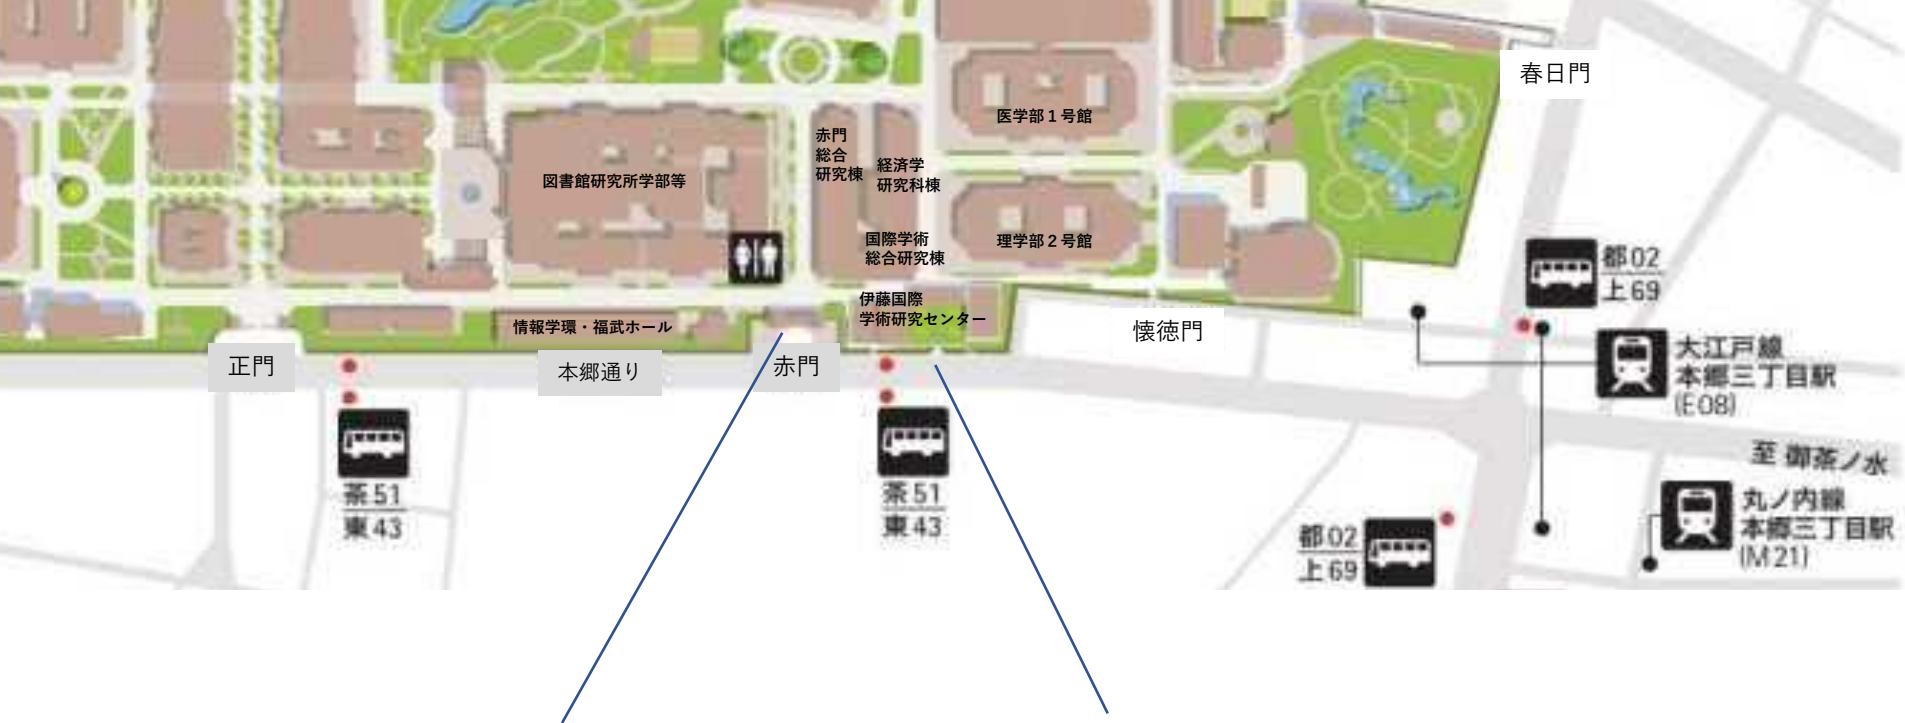 春日門
医学部１号館
赤門
総合
研究棟
経済学
研究科棟
図書館研究所学部等
国際学術
総合研究棟
理学部２号館
都02
上69
伊藤国際
学術研究センター
情報学環・福武ホール
懐徳門
正門
本郷通り
赤門
大江戸線
本郷三丁目駅
(E08)
至 御茶ノ水
茶51
東43
茶51
東43
丸ノ内線
本郷三丁目駅
(M21)
都02
上69